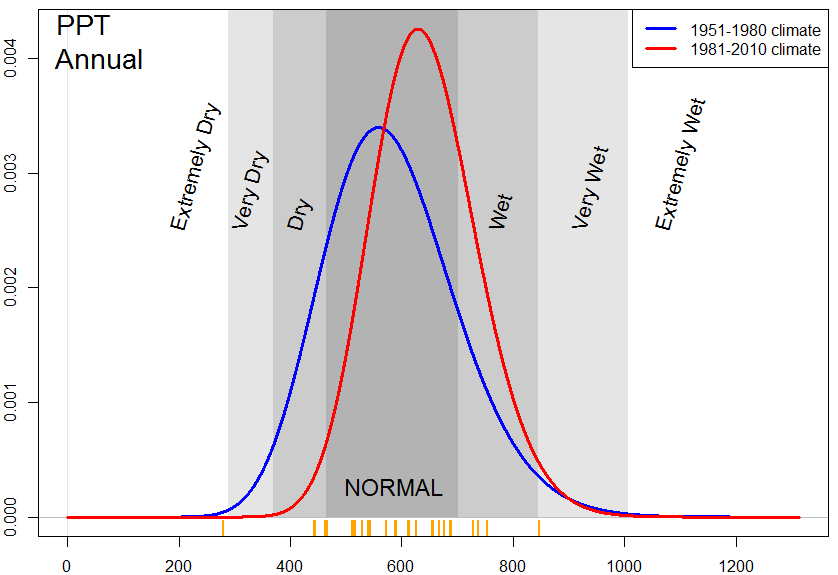 PPT
Annual
1951-1980 climate
1981-2010 climate
Extremely Dry
Very Dry
Dry
Wet
Very Wet
Extremely Wet
NORMAL
0.004
0.003
0.002
0.001
0.000
0 200 400 600 800 1000 1200